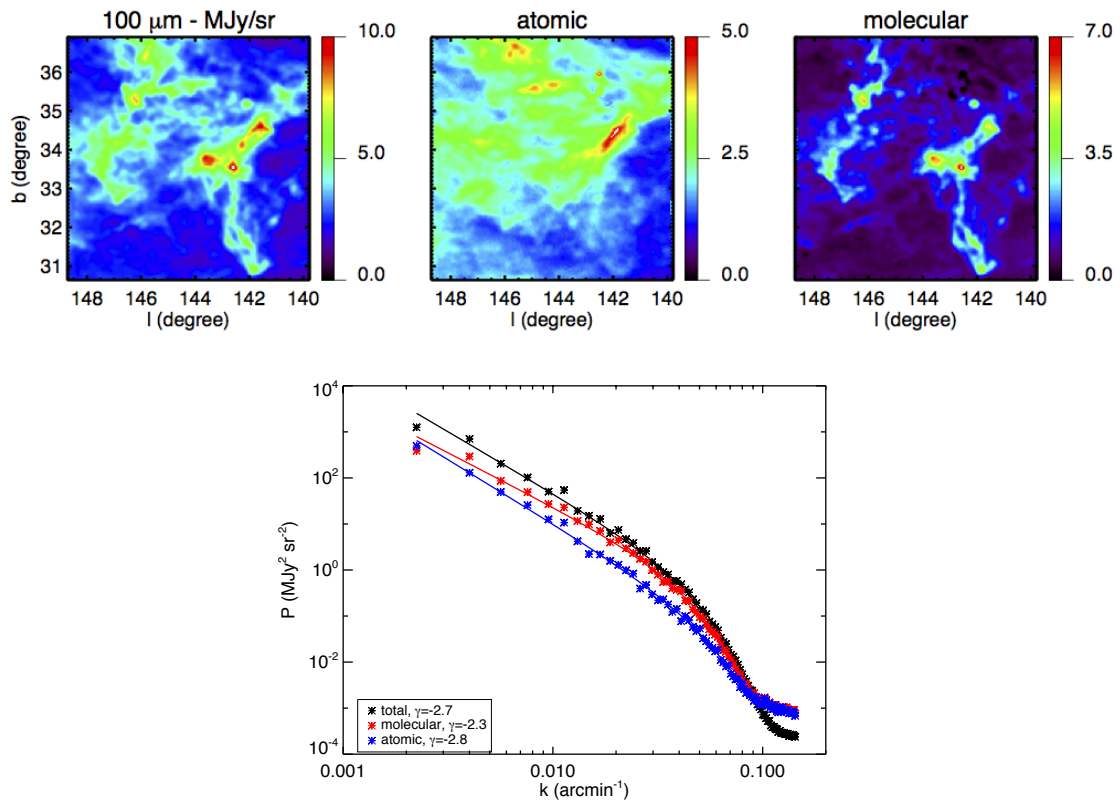 100 μm - MJy/sr
atomic
molecular
10.0
5.0
0.0
5.0
2.5
0.0
7.0
3.5
0.0
b (degree)
36
35
34
33
32
31
148 146 144 142 140
l (degree)
148 146 144 142 140
l (degree)
148 146 144 142 140
l (degree)
P (MJy² sr⁻²)
10⁴
10²
10⁰
10⁻²
10⁻⁴
total, γ=-2.7
molecular, γ=-2.3
atomic, γ=-2.8
0.001 0.010 0.100
k (arcmin⁻¹)